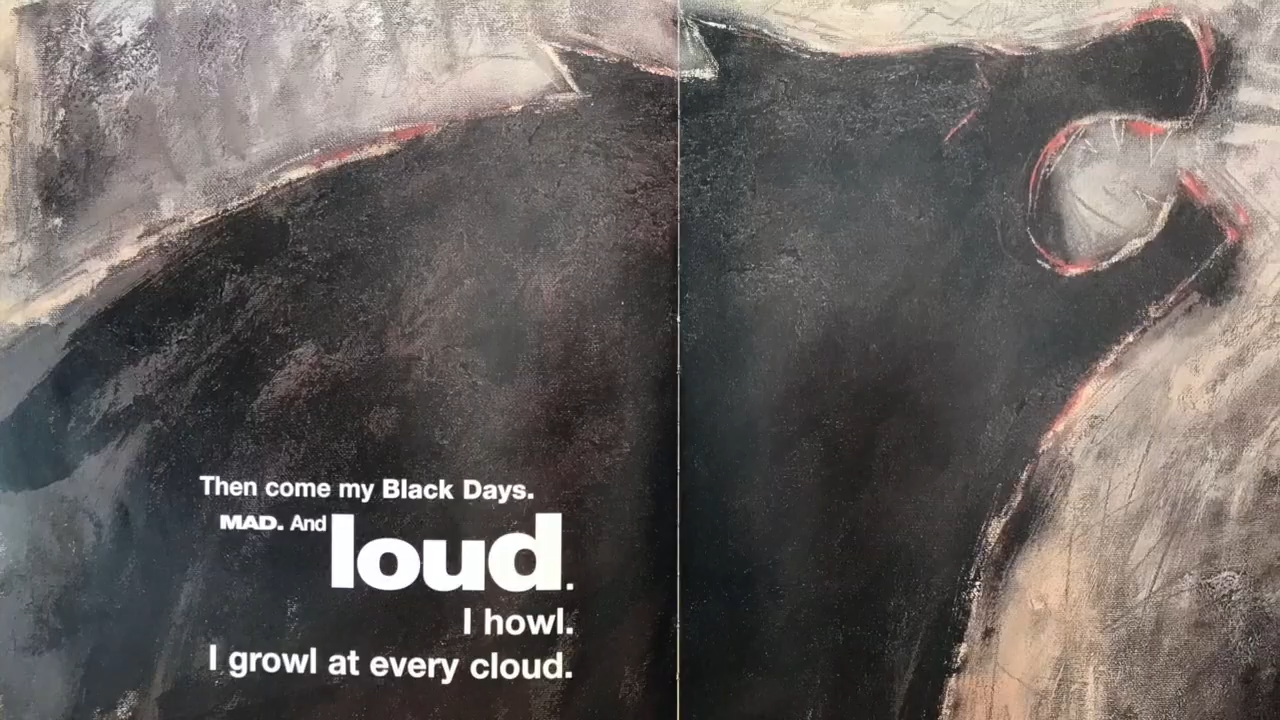 Then come my Black Days.
MAD. And loud.
I howl.
I growl at every cloud.